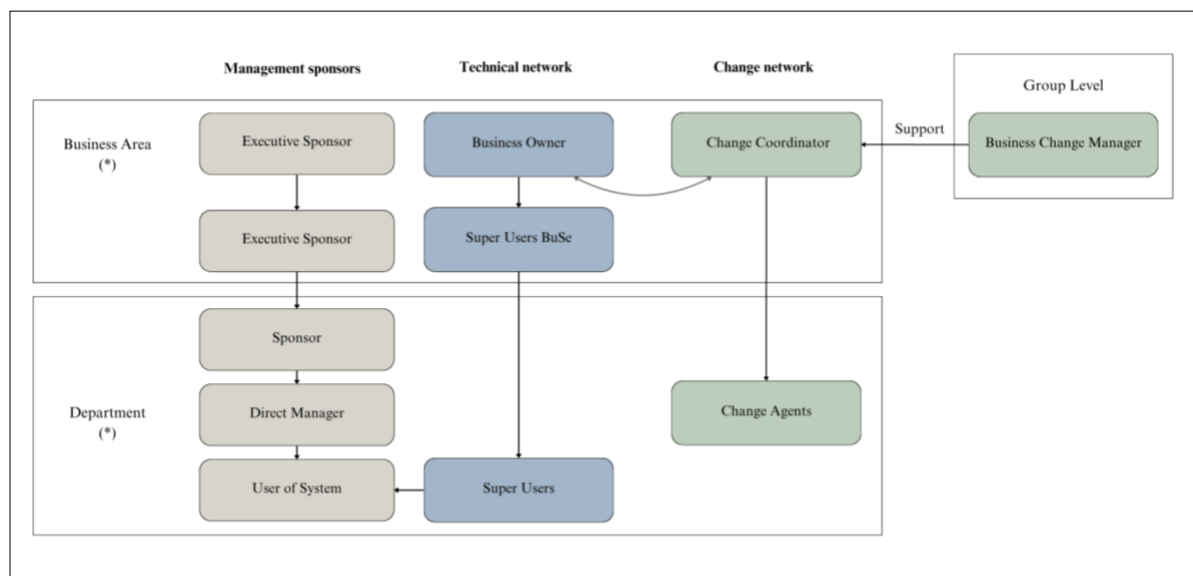 Management sponsors
Technical network
Change network
Group Level
Business Area
(*)
Executive Sponsor
Business Owner
Change Coordinator
Support
Business Change Manager
Executive Sponsor
Super Users BuSe
Department
(*)
Sponsor
Direct Manager
Change Agents
User of System
Super Users